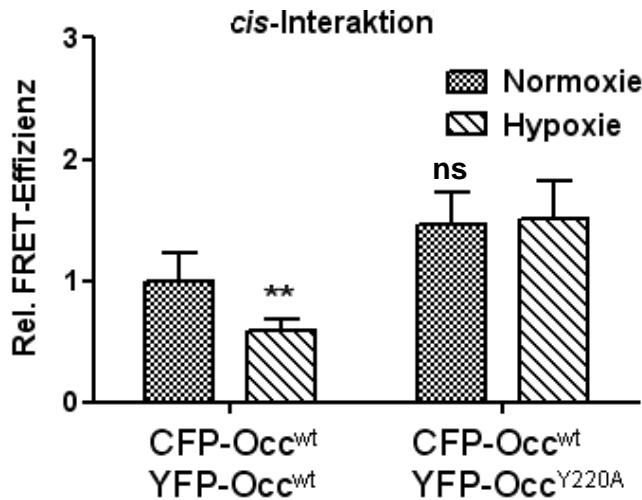 cis-Interaktion
Rel. FRET-Effizienz
3
2
1
0
Normoxie
Hypoxie
ns
**
CFP-Occwt CFP-Occwt
YFP-Occwt YFP-OccY220A